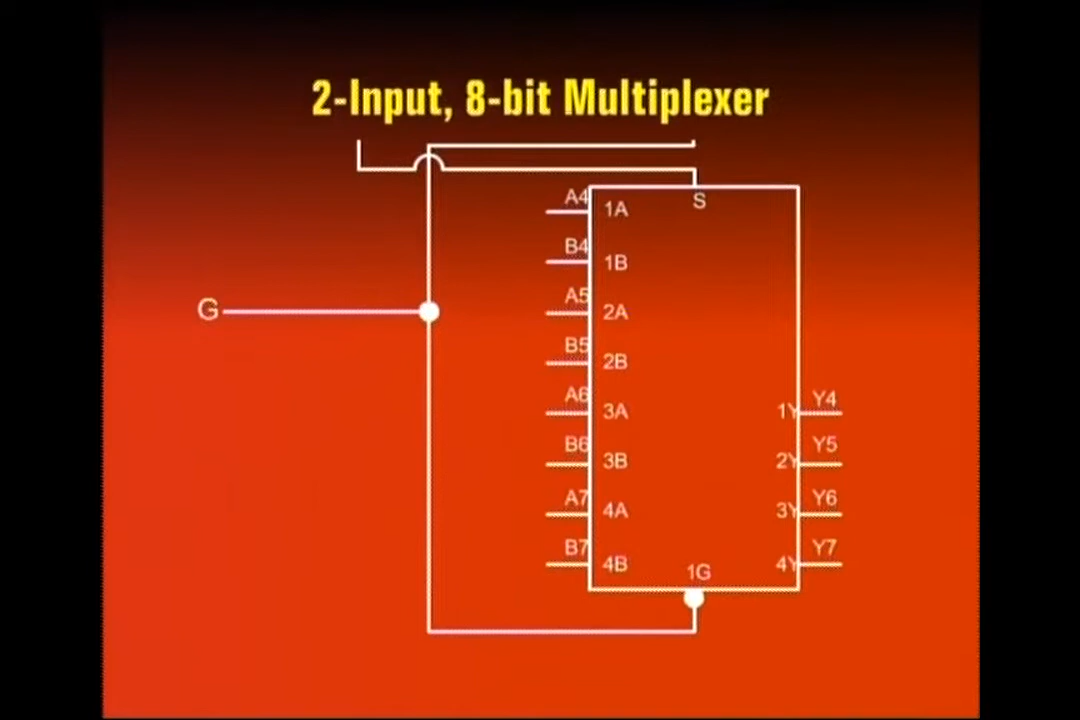 2-Input, 8-bit Multiplexer
S
A4 1A
B4 1B
A5 2A
G
B5 2B
A6 3A 1Y Y4
B6 3B 2Y Y5
A7 4A 3Y Y6
B7 4B 4Y Y7
1G